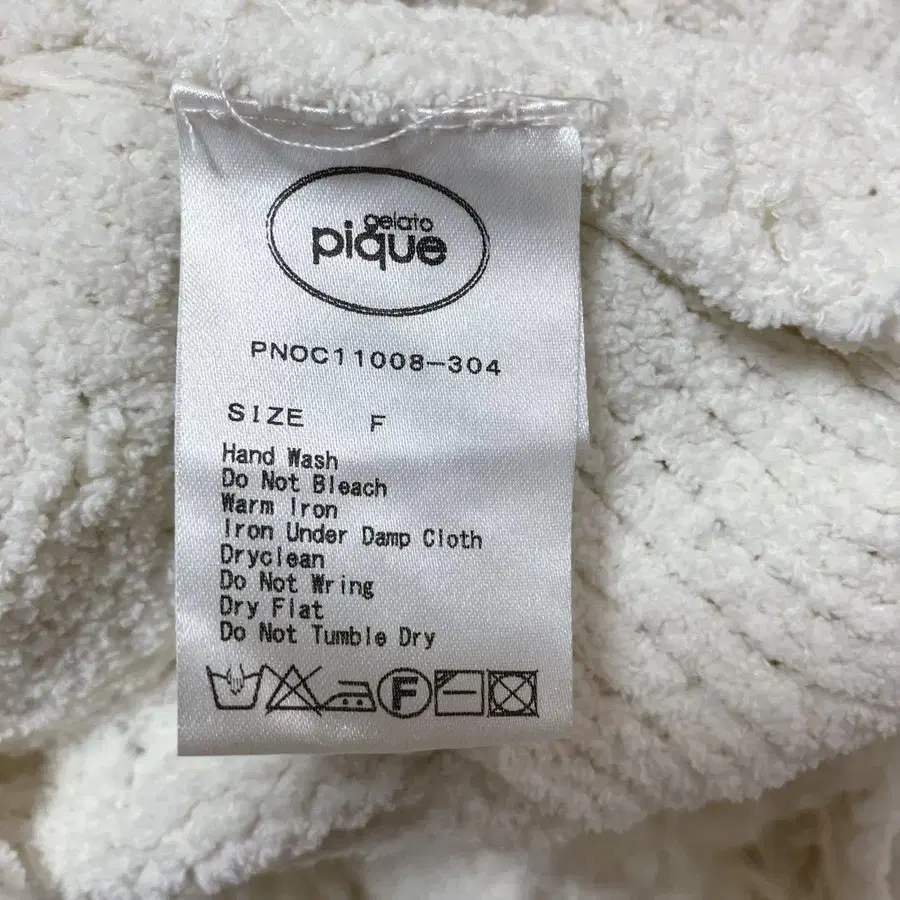 gelato
pique
PNOC11008-304
SIZE F
Hand Wash
Do Not Bleach
Warm Iron
Iron Under Damp Cloth
Dryclean
Do Not Wring
Dry Flat
Do Not Tumble Dry
F